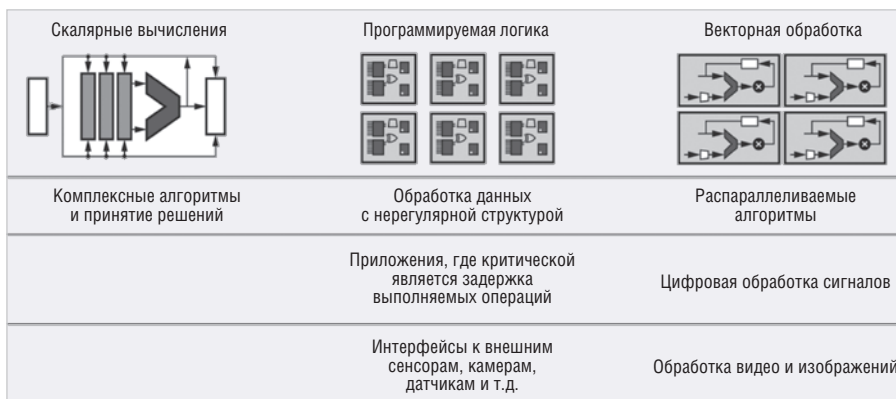 Скалярные вычисления
Программируемая логика
Векторная обработка
Комплексные алгоритмы
и принятие решений
Обработка данных
с нерегулярной структурой
Распараллеливаемые
алгоритмы
Приложения, где критической
является задержка
выполняемых операций
Цифровая обработка сигналов
Интерфейсы к внешним
сенсорам, камерам,
датчикам и т.д.
Обработка видео и изображений